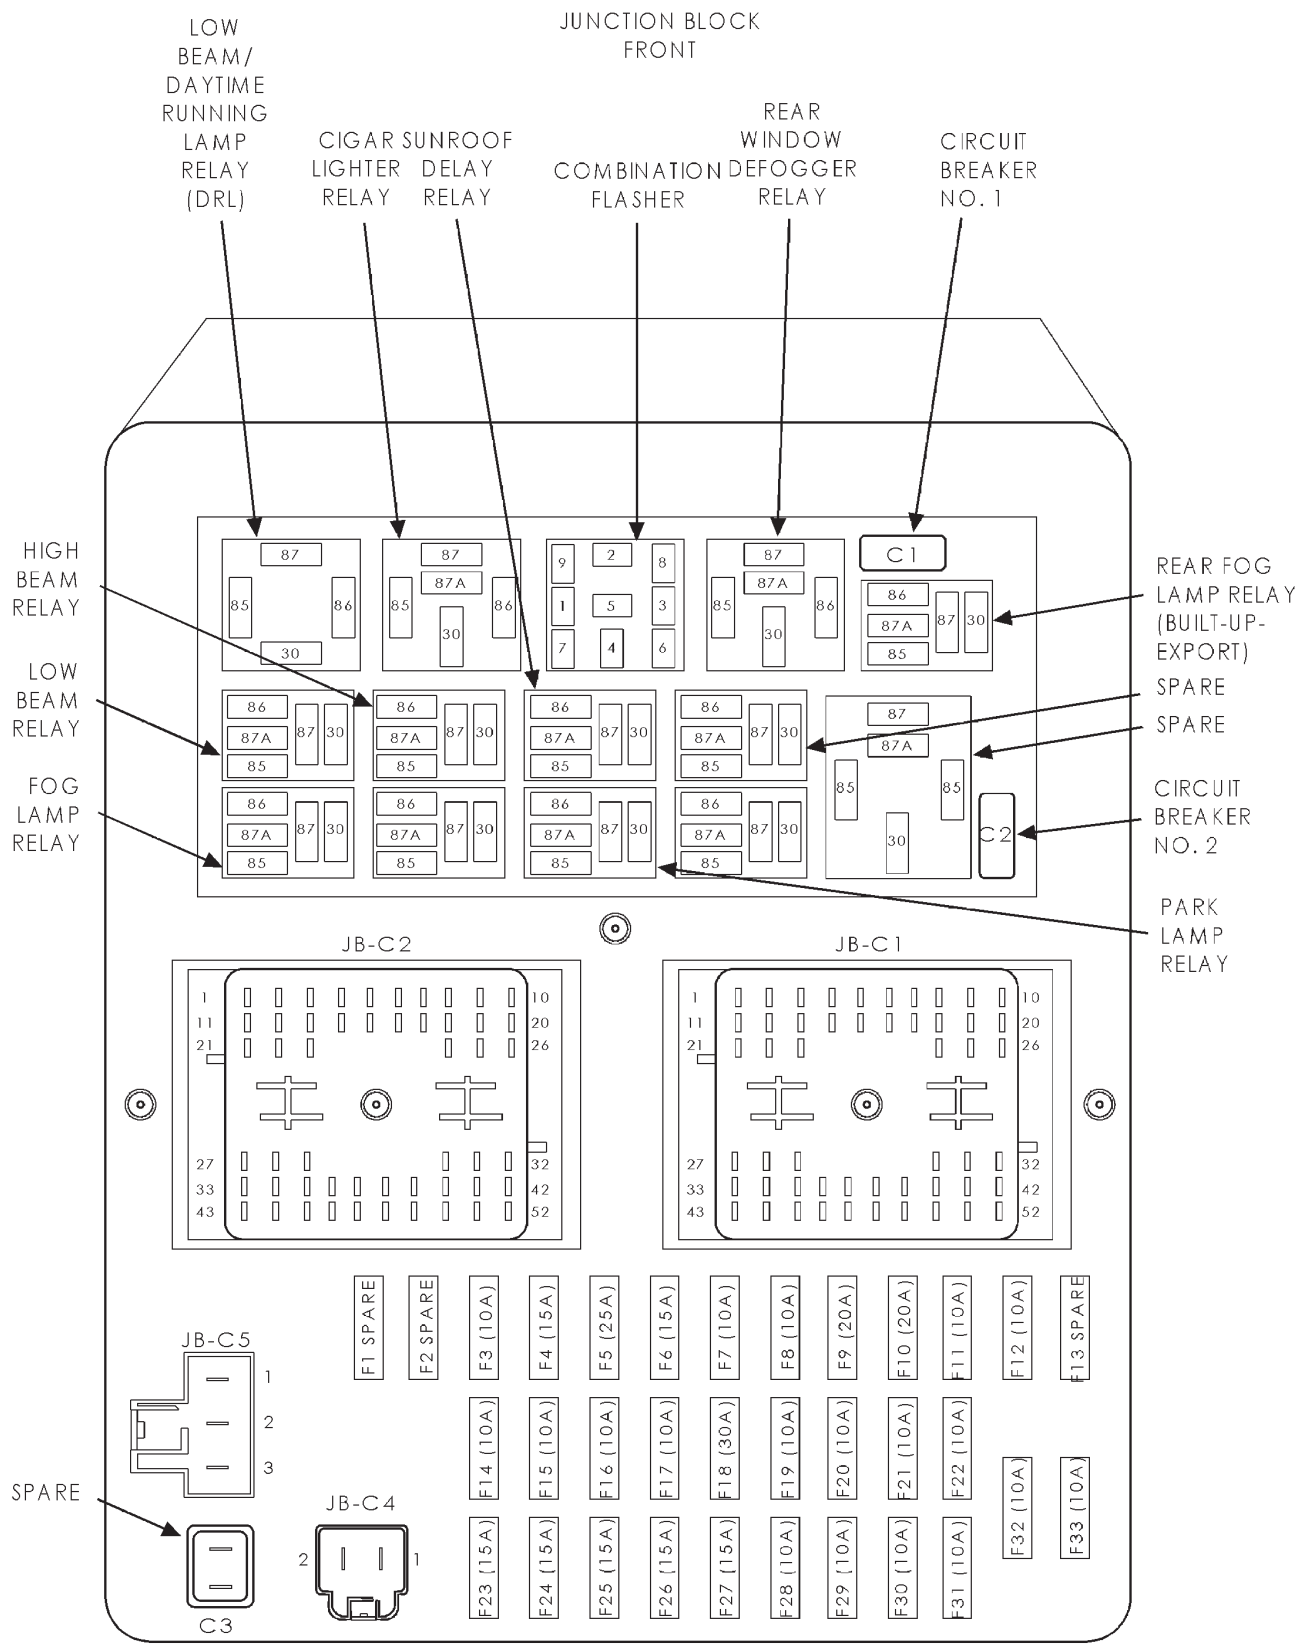 JUNCTION BLOCK
FRONT
LOW
BEAM/
DAYTIME
RUNNING
LAMP
RELAY
(DRL)
CIGAR
LIGHTER
RELAY
SUNROOF
DELAY
RELAY
COMBINATION
FLASHER
REAR
WINDOW
DEFOGGER
RELAY
CIRCUIT
BREAKER
NO. 1
HIGH
BEAM
RELAY
LOW
BEAM
RELAY
FOG
LAMP
RELAY
REAR FOG
LAMP RELAY
(BUILT-UP-
EXPORT)
SPARE
SPARE
CIRCUIT
BREAKER
NO. 2
PARK
LAMP
RELAY
87
85
86
30
87
87A
85
86
30
9
2
8
1
5
3
7
4
6
87
87A
85
86
30
C1
86
87A
85
87
30
86
87A
85
87
30
86
87A
85
87
30
86
87A
85
87
30
86
87A
85
87
30
87
87A
85
85
30
C2
86
87A
85
87
30
86
87A
85
87
30
86
87A
85
87
30
86
87A
85
87
30
JB-C2
1
10
11
20
21
26
27
32
33
42
43
52
JB-C1
1
10
11
20
21
26
27
32
33
42
43
52
F1 SPARE
F2 SPARE
F3 (10A)
F4 (15A)
F5 (25A)
F6 (15A)
F7 (10A)
F8 (10A)
F9 (20A)
F10 (20A)
F11 (10A)
F12 (10A)
F13 SPARE
F14 (10A)
F15 (10A)
F16 (10A)
F17 (10A)
F18 (30A)
F19 (10A)
F20 (10A)
F21 (10A)
F22 (10A)
F32 (10A)
F33 (10A)
F23 (15A)
F24 (15A)
F25 (15A)
F26 (15A)
F27 (15A)
F28 (10A)
F29 (10A)
F30 (10A)
F31 (10A)
JB-C5
1
2
3
SPARE
C3
JB-C4
2
1